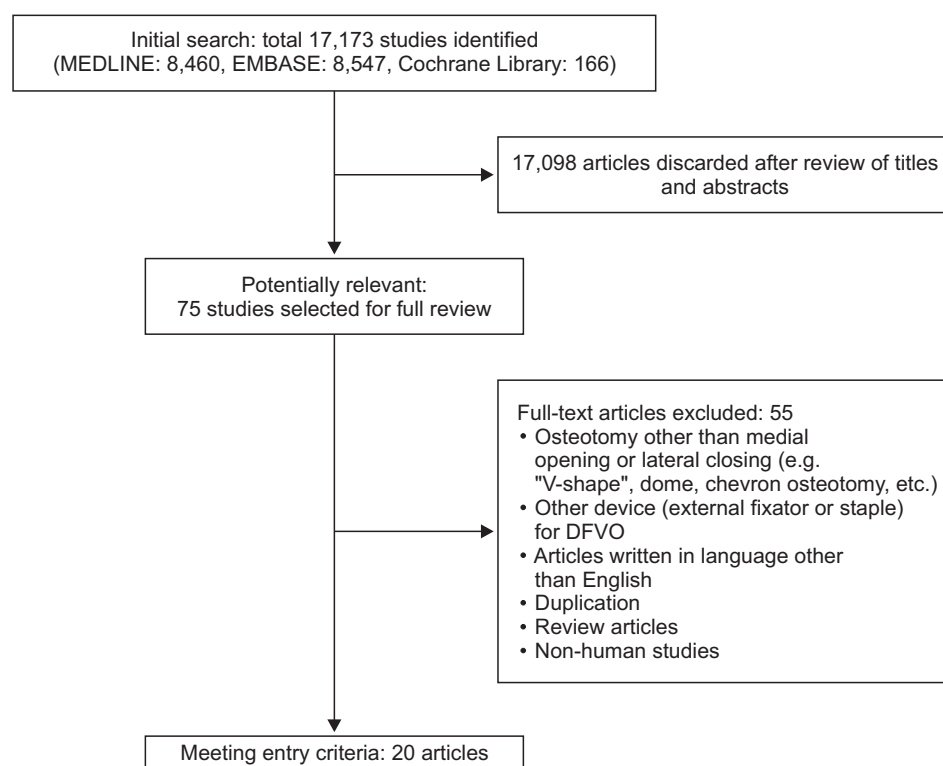 Initial search: total 17,173 studies identified
(MEDLINE: 8,460, EMBASE: 8,547, Cochrane Library: 166)
17,098 articles discarded after review of titles
and abstracts
Potentially relevant:
75 studies selected for full review
Full-text articles excluded: 55
• Osteotomy other than medial
opening or lateral closing (e.g.
"V-shape", dome, chevron osteotomy, etc.)
• Other device (external fixator or staple)
for DFVO
• Articles written in language other
than English
• Duplication
• Review articles
• Non-human studies
Meeting entry criteria: 20 articles